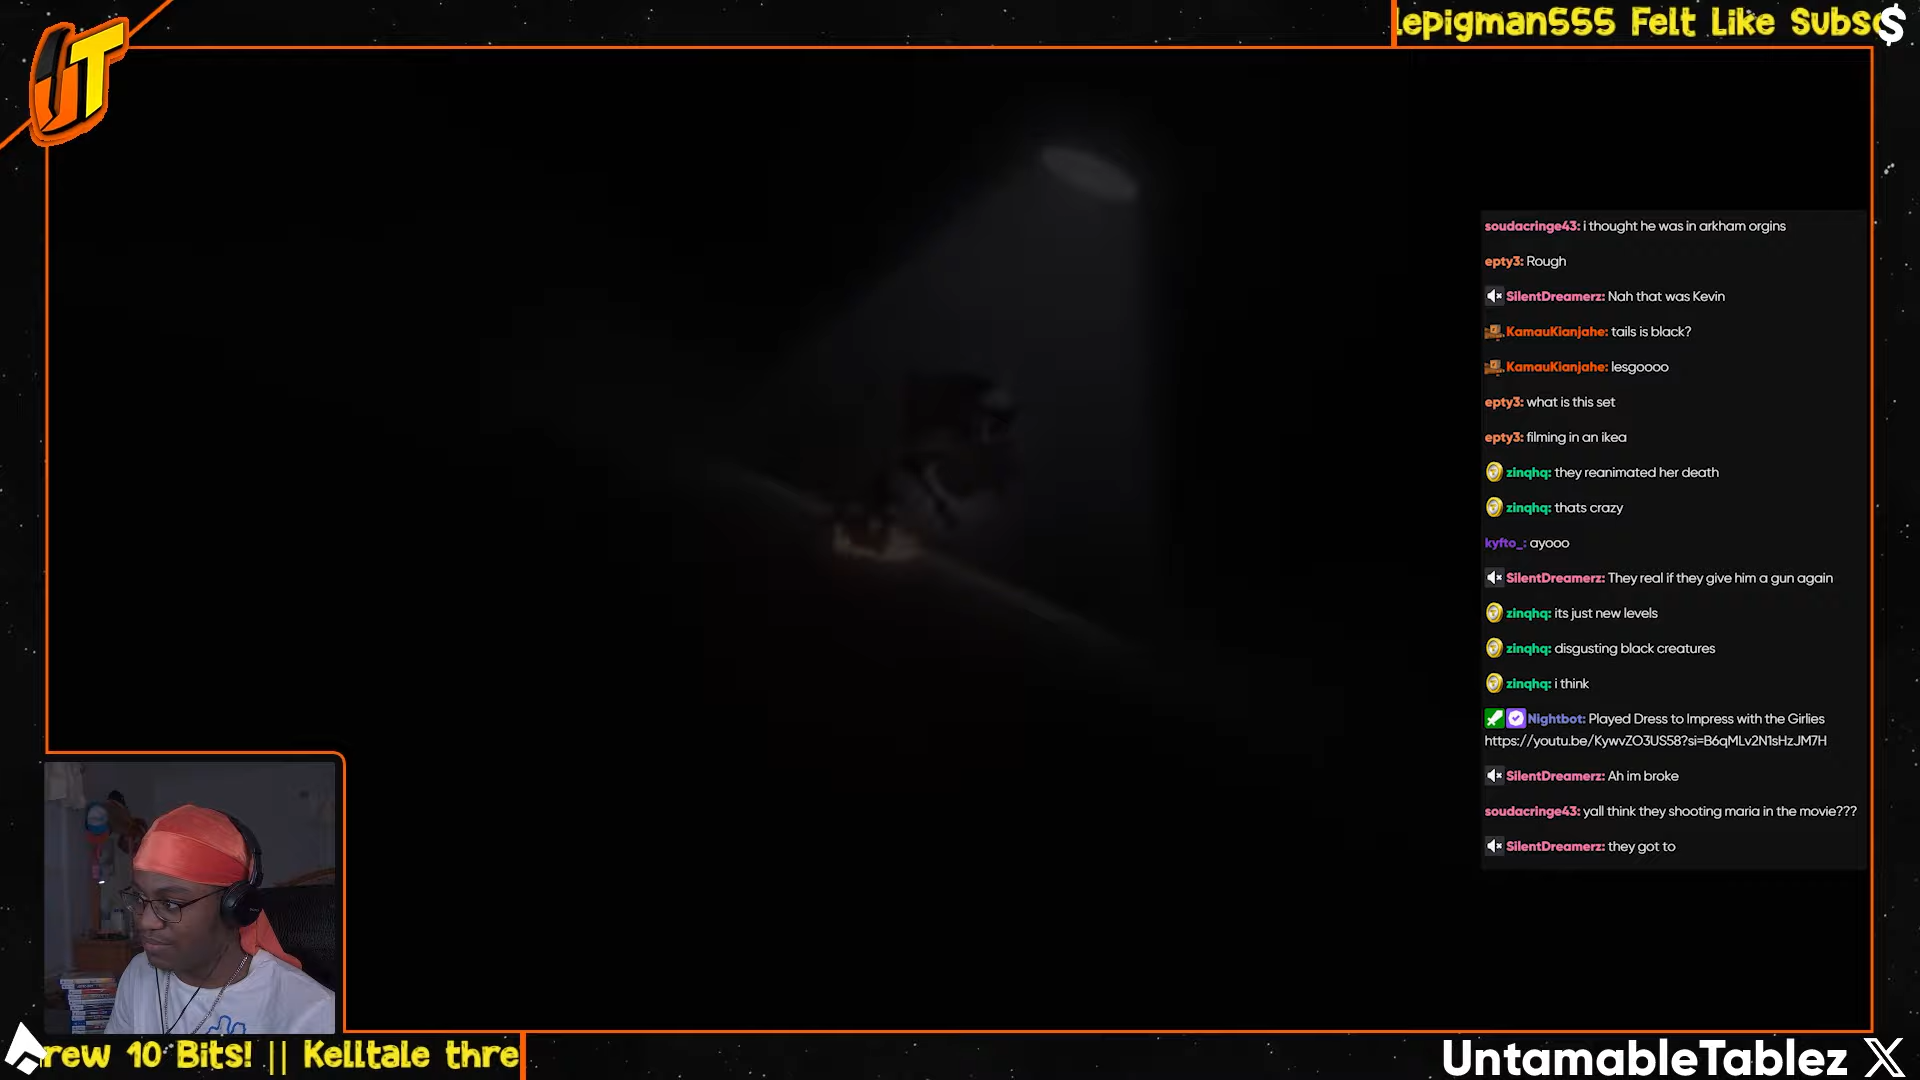 lepigman555 Felt Like Subsc
$
UT
soudacringe43: i thought he was in arkham orgins
epty3: Rough
SilentDreamerz: Nah that was Kevin
KamauKianjahe: tails is black?
KamauKianjahe: lesgoooo
epty3: what is this set
epty3: filming in an ikea
zinqhq: they reanimated her death
zinqhq: thats crazy
kyfto_: ayooo
SilentDreamerz: They real if they give him a gun again
zinqhq: its just new levels
zinqhq: disgusting black creatures
zinqhq: i think
Nightbot: Played Dress to Impress with the Girlies
https://youtu.be/KywvZO3US58?si=B6qMLv2N1sHzJM7H
SilentDreamerz: Ah im broke
soudacringe43: yall think they shooting maria in the movie???
SilentDreamerz: they got to
rew 10 Bits! || Kelltale thre
UntamableTablez X